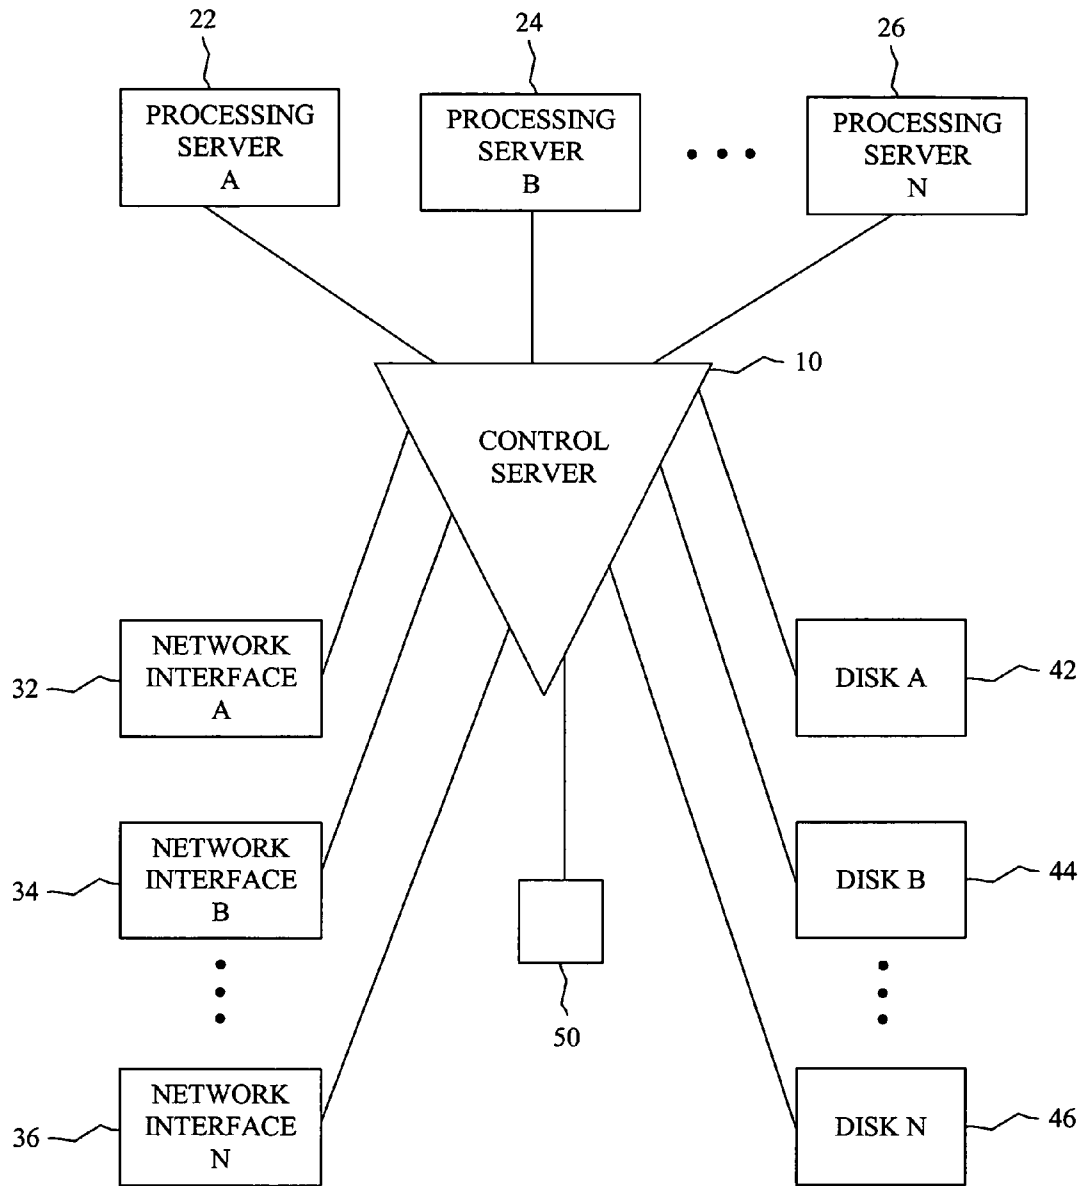 22
24
26
PROCESSING
SERVER
A
PROCESSING
SERVER
B
PROCESSING
SERVER
N
10
CONTROL
SERVER
NETWORK
INTERFACE
A
32
DISK A
42
NETWORK
INTERFACE
B
34
DISK B
44
50
NETWORK
INTERFACE
N
36
DISK N
46